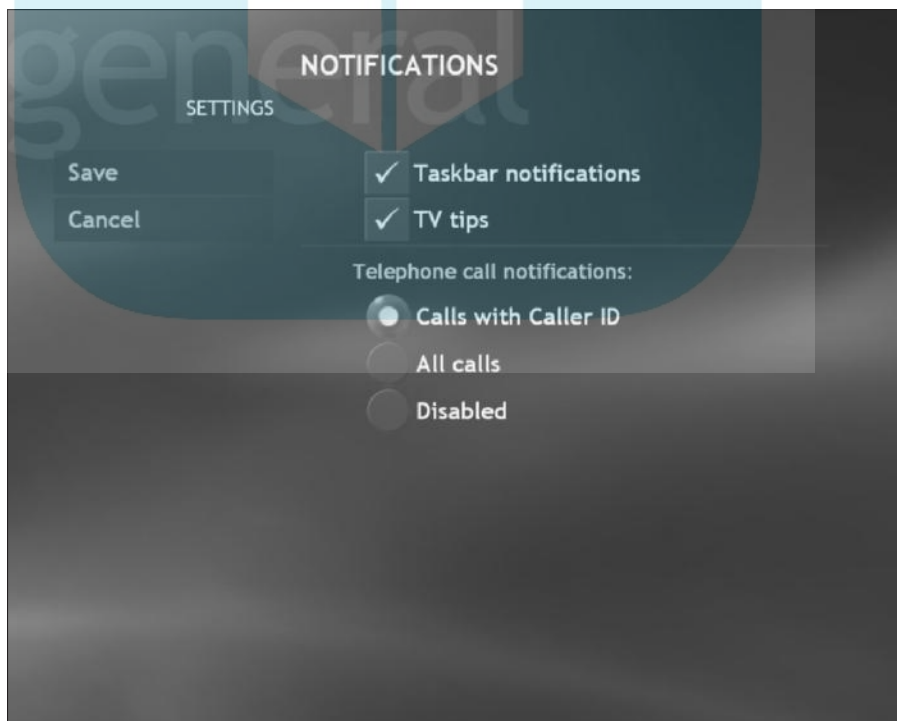 general
NOTIFICATIONS
SETTINGS
Save
Cancel
Taskbar notifications
TV tips
Telephone call notifications:
Calls with Caller ID
All calls
Disabled